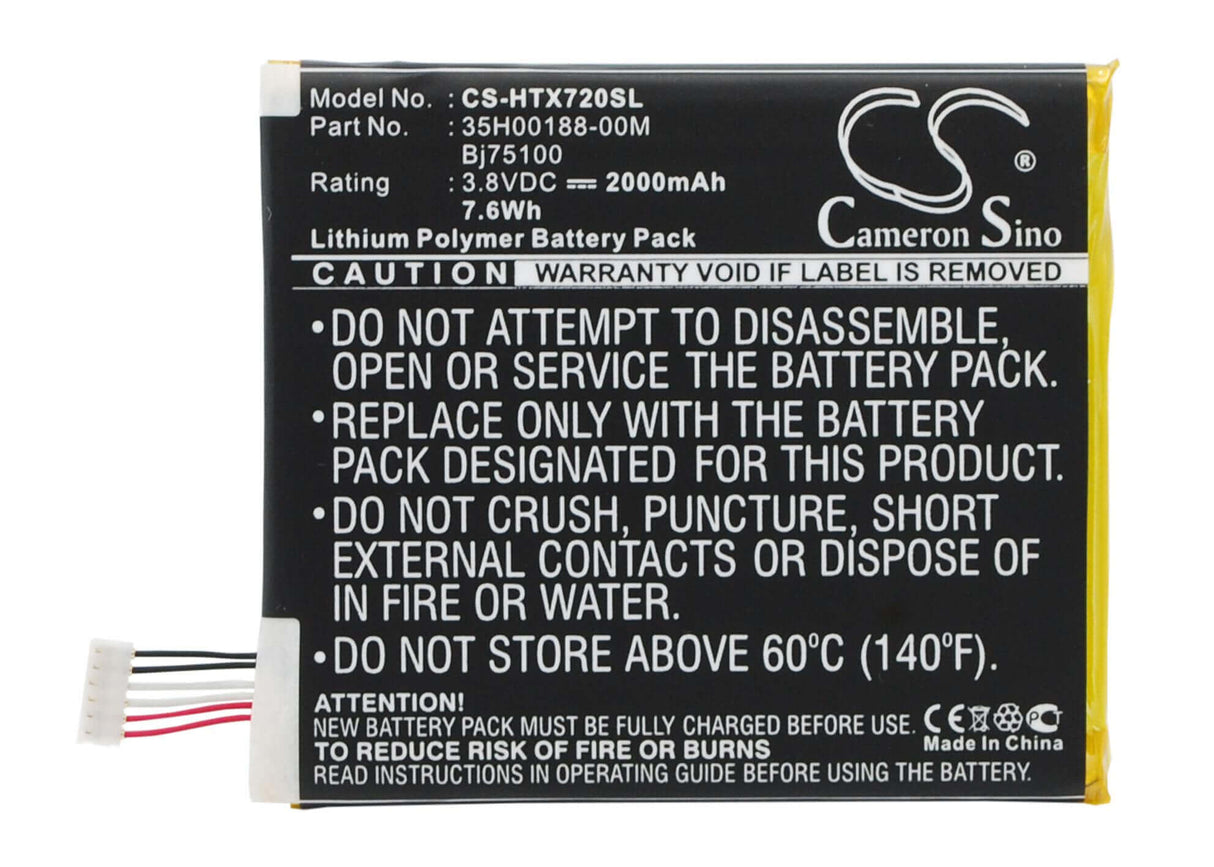 Model No. : CS-HTX720SL
Part No. : 35H00188-00M
Bj75100
Rating : 3.8VDC ⎓ 2000mAh
7.6Wh
Lithium Polymer Battery Pack
CS ®
Cameron Sino
CAUTION WARRANTY VOID IF LABEL IS REMOVED
•DO NOT ATTEMPT TO DISASSEMBLE,
OPEN OR SERVICE THE BATTERY PACK.
•REPLACE ONLY WITH THE BATTERY
PACK DESIGNATED FOR THIS PRODUCT.
•DO NOT CRUSH, PUNCTURE, SHORT
EXTERNAL CONTACTS OR DISPOSE OF
IN FIRE OR WATER.
•DO NOT STORE ABOVE 60ºC (140ºF).
ATTENTION!
NEW BATTERY PACK MUST BE FULLY CHARGED BEFORE USE.
TO REDUCE RISK OF FIRE OR BURNS
READ INSTRUCTIONS IN OPERATING GUIDE BEFORE USING THE BATTERY.
CE
Made In China